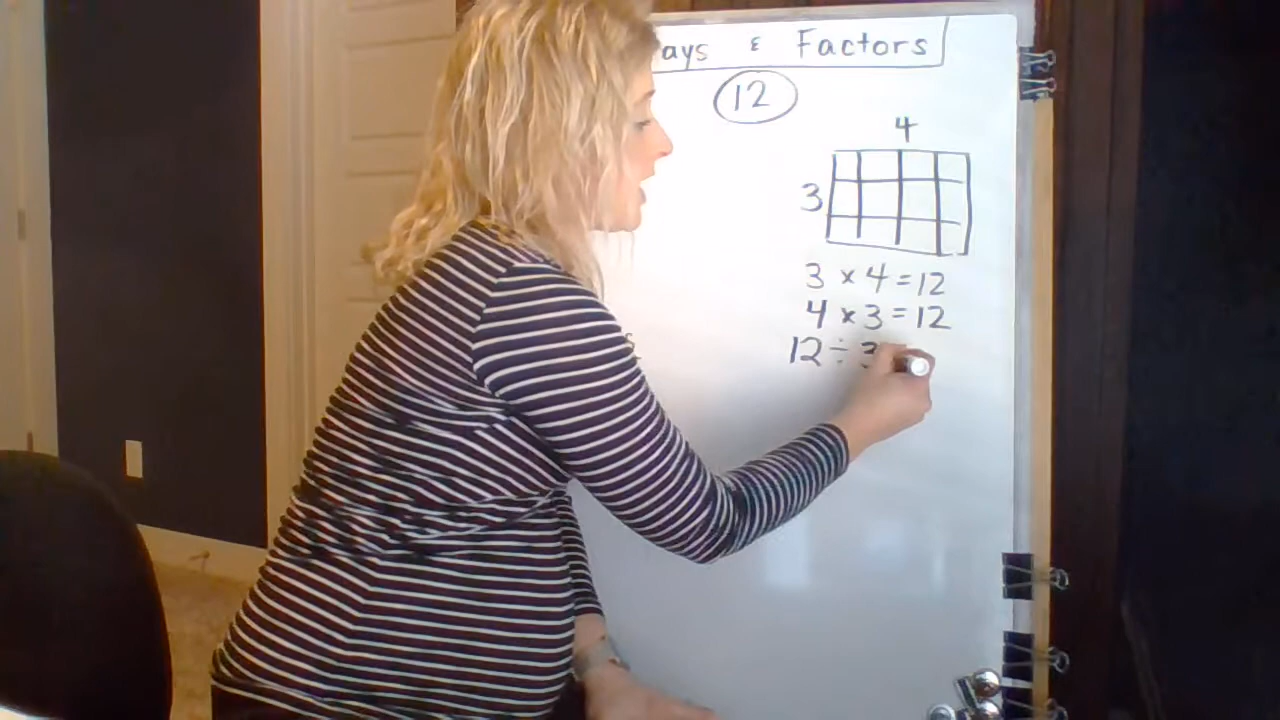 ays & Factors
12
4
3
3 × 4 = 12
4 × 3 = 12
12 ÷ 3